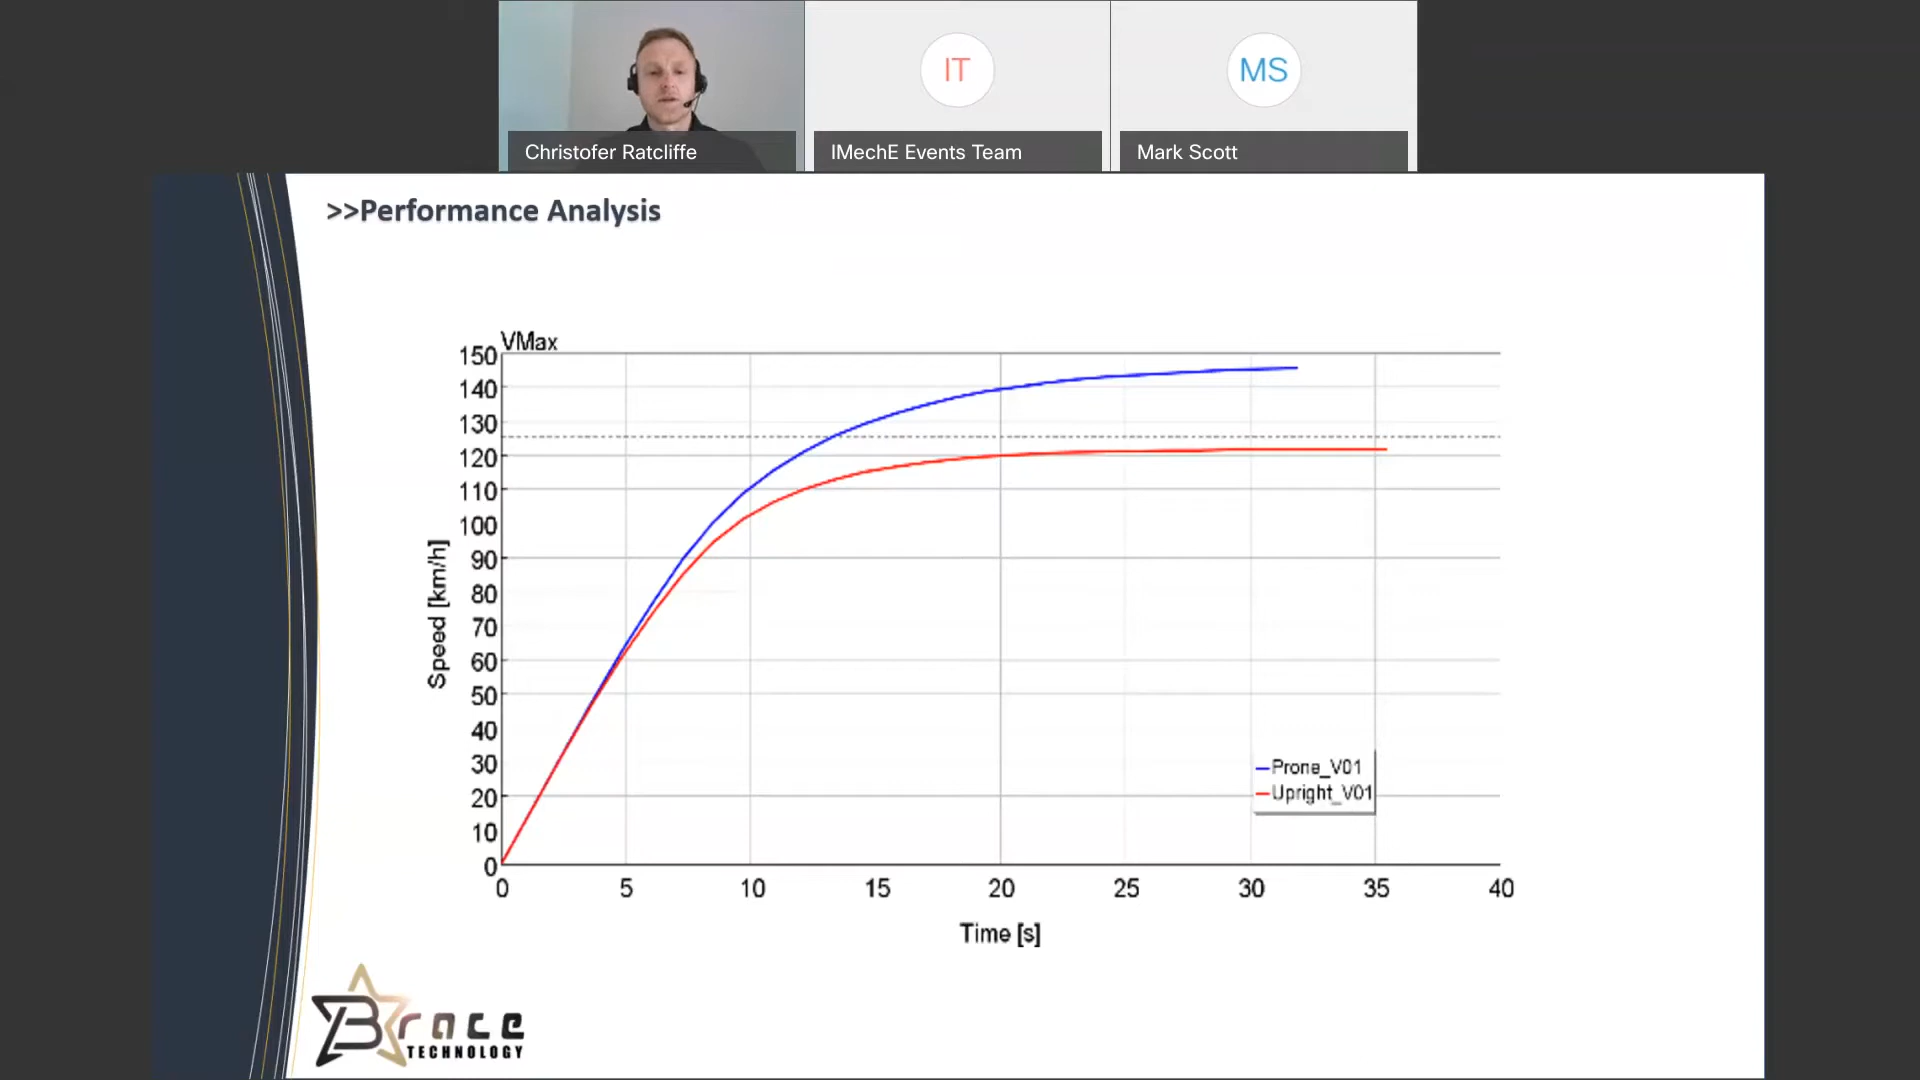 IT
MS
Christofer Ratcliffe
IMechE Events Team
Mark Scott
>>Performance Analysis
VMax
150
140
130
120
110
100
90
80
70
60
50
40
30
20
10
0
Speed [km/h]
Prone_V01
Upright_V01
0 5 10 15 20 25 30 35 40
Time [s]
Brace
TECHNOLOGY